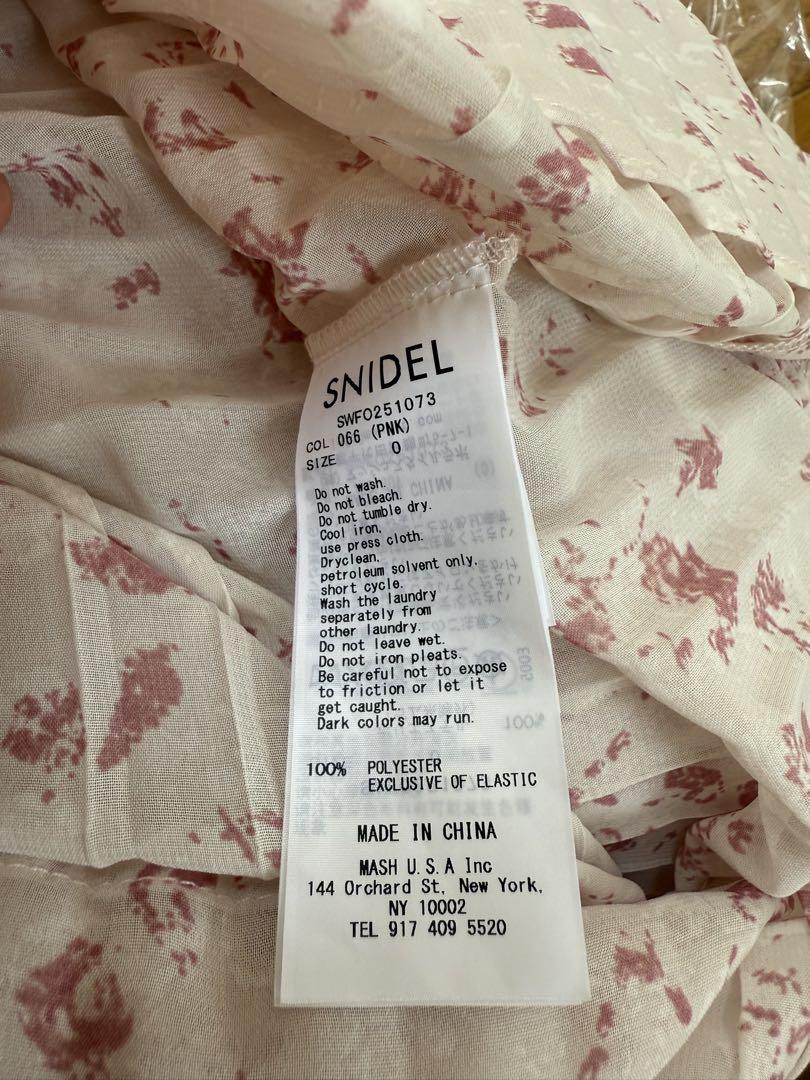 SNIDEL
SWFO251073
COL 066 (PNK)
SIZE 0
Do not wash.
Do not bleach.
Do not tumble dry.
Cool iron,
use press cloth.
Dryclean,
petroleum solvent only,
short cycle.
Wash the laundry
separately from
other laundry.
Do not leave wet.
Do not iron pleats.
Be careful not to expose
to friction or let it
get caught.
Dark colors may run.
100% POLYESTER
EXCLUSIVE OF ELASTIC
MADE IN CHINA
MASH U.S.A Inc
144 Orchard St, New York,
NY 10002
TEL 917 409 5520